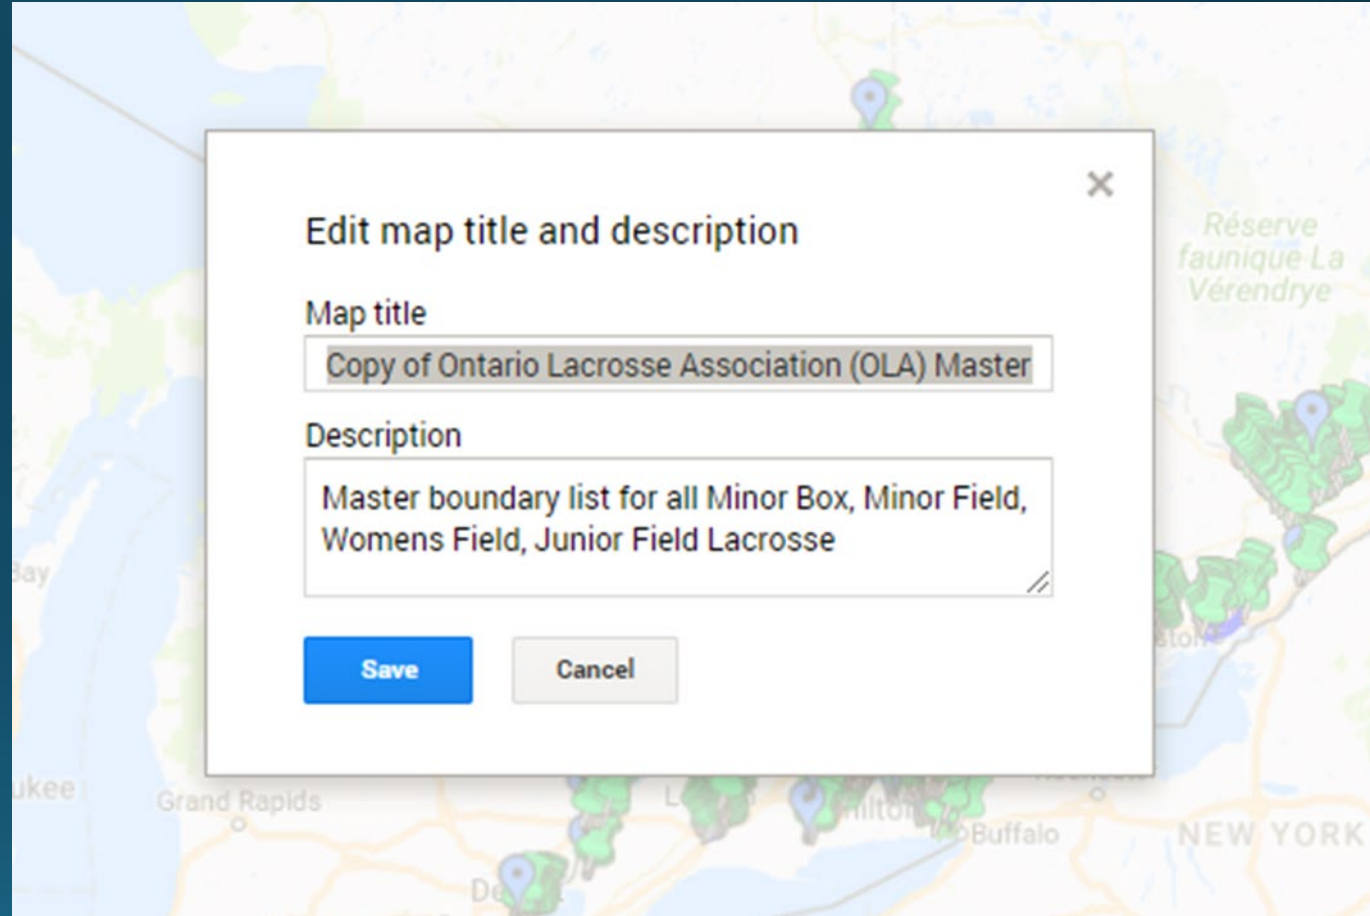 Edit map title and description
Map title
Copy of Ontario Lacrosse Association (OLA) Master
Description
Master boundary list for all Minor Box, Minor Field,
Womens Field, Junior Field Lacrosse
Save
Cancel
Réserve
faunique La
Vérendrye
Grand Rapids
Buffalo
NEW YORK